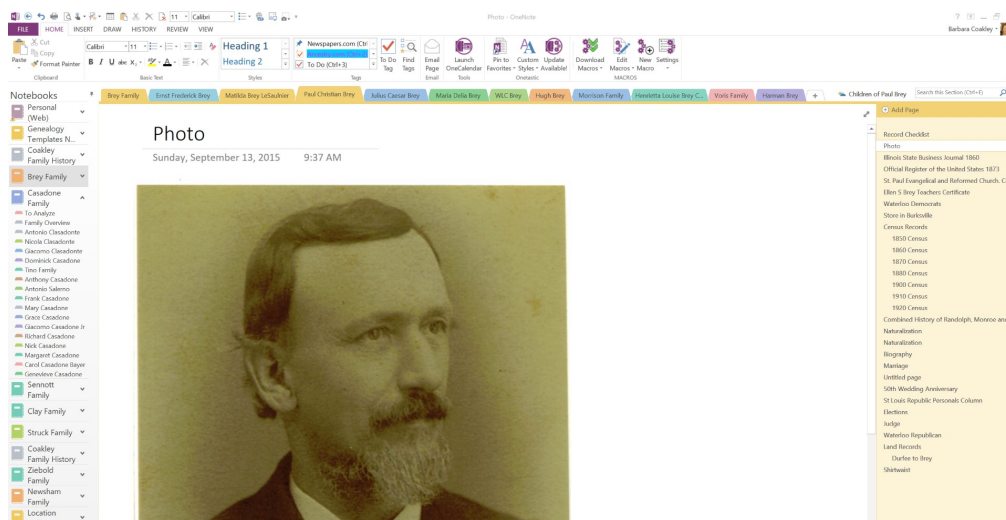 11 Calibri
Photo - OneNote
FILE HOME INSERT DRAW HISTORY REVIEW VIEW
Barbara Coakley
Paste
Cut
Copy
Format Painter
Clipboard
Calibri 11
B I U abc X₂ A
Basic Text
Heading 1
Heading 2
Styles
Newspapers.com (Ctrl
To Do (Ctrl+3)
Tags
To Do Tag
Find Tags
Email Page
Email
Launch OneCalendar
Tools
Pin to Favorites
Custom Styles
Update Available!
Onetastic
Download Macros
Edit Macros
New Macro
Settings
MACROS
Notebooks
Personal (Web)
Genealogy Templates N...
Coakley Family History
Brey Family
Casadone Family
To Analyze
Family Overview
Antonio Clasadonte
Nicola Clasadonte
Giacomo Clasadonte
Dominick Casadone
Tino Family
Anthony Casadone
Antonio Salerno
Frank Casadone
Mary Casadone
Grace Casadone
Giacomo Casadone Jr
Richard Casadone
Nick Casadone
Margaret Casadone
Carol Casadone Bayer
Genevieve Casadone
Sennott Family
Clay Family
Struck Family
Coakley Family History
Ziebold Family
Newsham Family
Location
Brey Family
Ernst Frederick Brey
Matilda Brey LeSaulnier
Paul Christian Brey
Julius Caesar Brey
Maria Delia Brey
WLC Brey
Hugh Brey
Morrison Family
Henrietta Louise Brey C...
Voris Family
Harman Brey
+
Children of Paul Brey
Search this Section (Ctrl+E)
Photo
Sunday, September 13, 2015 9:37 AM
Add Page
Record Checklist
Photo
Illinois State Business Journal 1860
Official Register of the United States 1873
St. Paul Evangelical and Reformed Church. C
Ellen S Brey Teachers Certificate
Waterloo Democrats
Store in Burksville
Census Records
1850 Census
1860 Census
1870 Census
1880 Census
1900 Census
1910 Census
1920 Census
Combined History of Randolph, Monroe and
Naturalization
Naturalization
Biography
Marriage
Untitled page
50th Wedding Anniversary
St Louis Republic Personals Column
Elections
Judge
Waterloo Republican
Land Records
Durfee to Brey
Shirtwaist